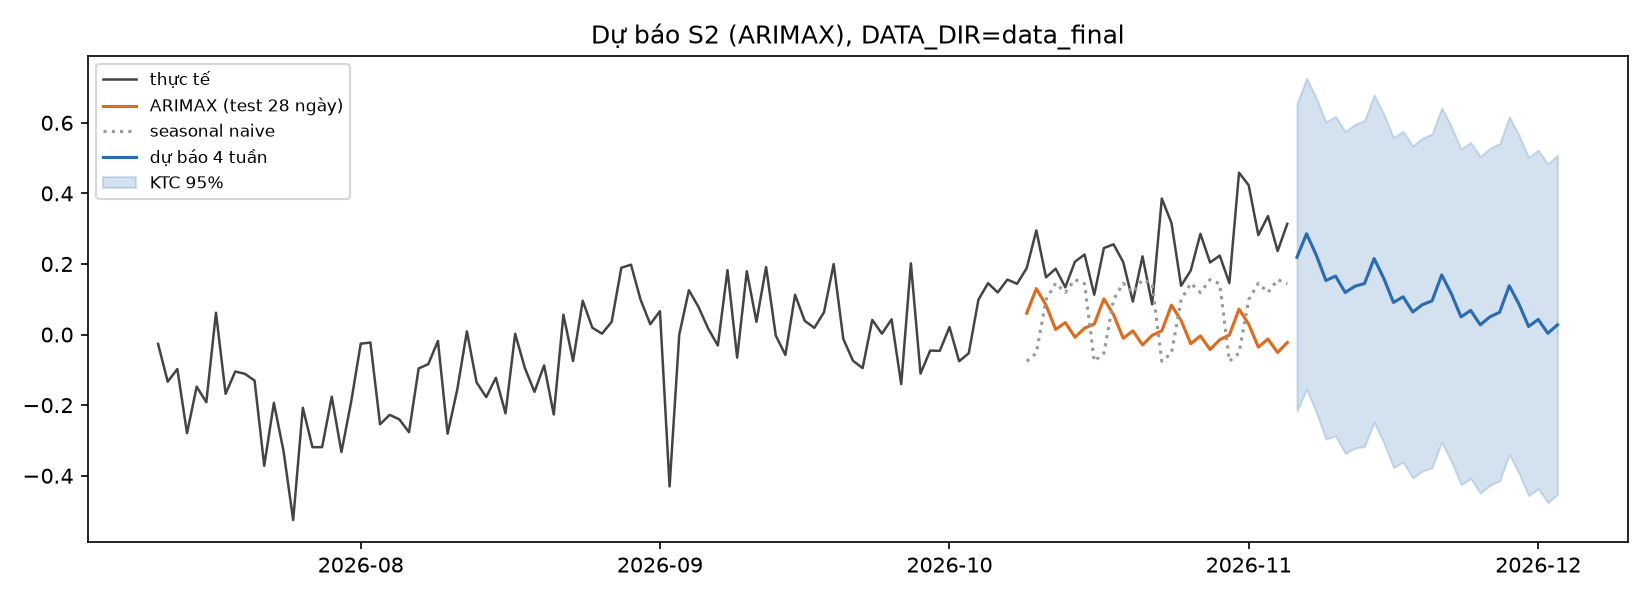 Dự báo S2 (ARIMAX), DATA_DIR=data_final
thực tế
ARIMAX (test 28 ngày)
seasonal naive
dự báo 4 tuần
KTC 95%
0.6
0.4
0.2
0.0
−0.2
−0.4
2026-08
2026-09
2026-10
2026-11
2026-12